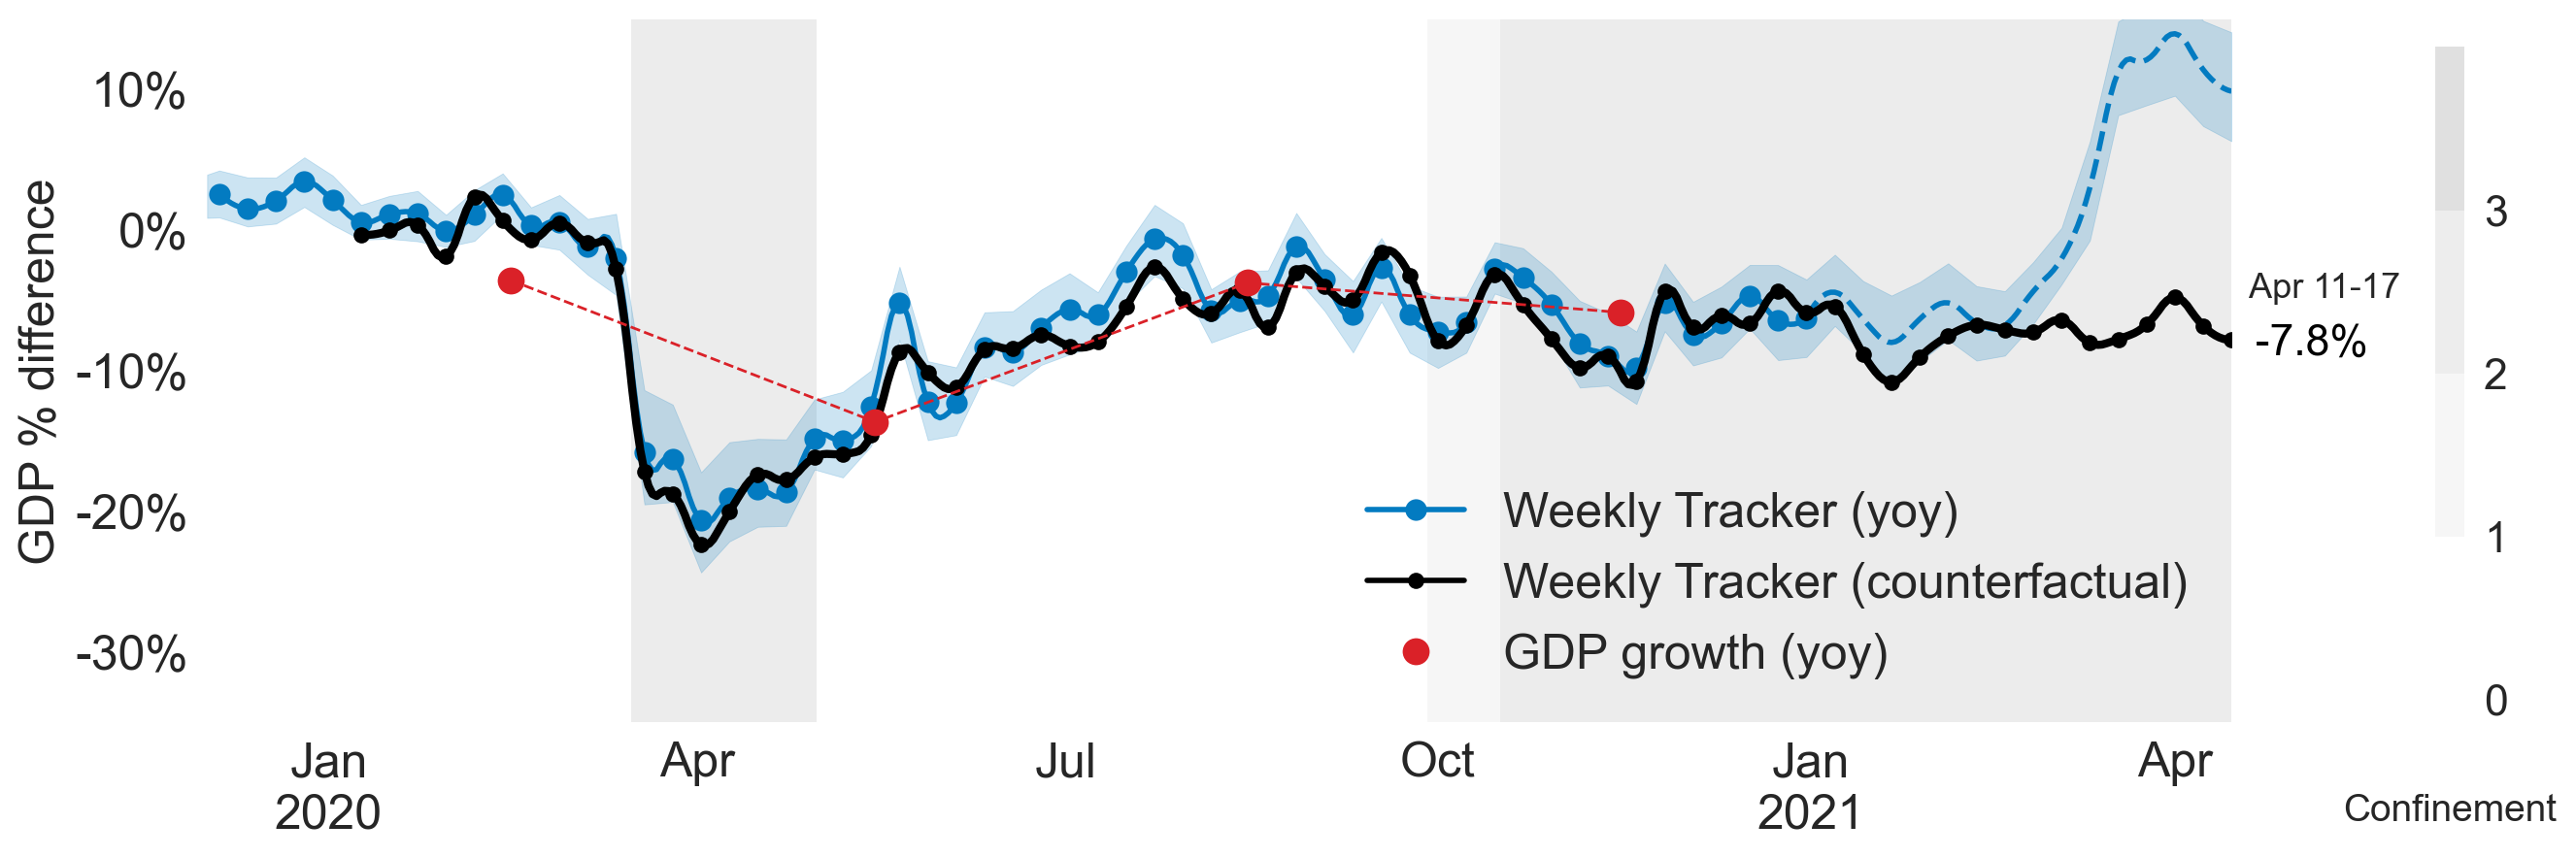 GDP % difference
10%
0%
-10%
-20%
-30%
Jan
2020
Apr
Jul
Oct
Jan
2021
Apr
Weekly Tracker (yoy)
Weekly Tracker (counterfactual)
GDP growth (yoy)
Apr 11-17
-7.8%
3
2
1
0
Confinement